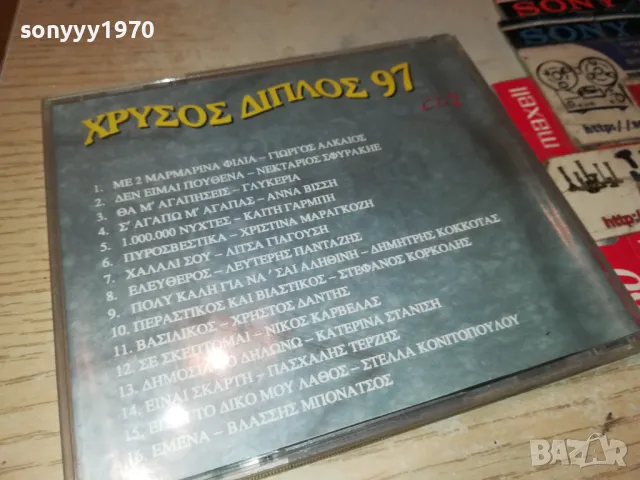 sonyyy1970
ΧΡΥΣΟΣ ΔΙΠΛΟΣ 97
1. ΜΕ 2 ΜΑΡΜΑΡΙΝΑ ΦΙΛΙΑ – ΓΙΩΡΓΟΣ ΑΛΚΑΙΟΣ
2. ΔΕΝ ΕΙΜΑΙ ΠΟΥΘΕΝΑ – ΝΕΚΤΑΡΙΟΣ ΣΦΥΡΑΚΗΣ
3. ΘΑ Μ' ΑΓΑΠΗΣΕΙΣ – ΓΛΥΚΕΡΙΑ
4. Σ' ΑΓΑΠΩ Μ' ΑΓΑΠΑΣ – ΑΝΝΑ ΒΙΣΣΗ
5. 1.000.000 ΝΥΧΤΕΣ – ΚΑΙΤΗ ΓΑΡΜΠΗ
6. ΠΥΡΟΣΒΕΣΤΙΚΑ – ΧΡΙΣΤΙΝΑ ΜΑΡΑΓΚΟΖΗ
7. ΧΑΛΑΛΙ ΣΟΥ – ΛΙΤΣΑ ΓΙΑΓΟΥΣΗ
8. ΕΛΕΥΘΕΡΟΣ – ΛΕΥΤΕΡΗΣ ΠΑΝΤΑΖΗΣ
9. ΠΟΛΥ ΚΑΛΗ ΓΙΑ ΝΑ 'ΣΑΙ ΑΛΗΘΙΝΗ – ΔΗΜΗΤΡΗΣ ΚΟΚΚΟΤΑΣ
10. ΠΕΡΑΣΤΙΚΟΣ ΚΑΙ ΒΙΑΣΤΙΚΟΣ – ΣΤΕΦΑΝΟΣ ΚΟΡΚΟΛΗΣ
11. ΒΑΣΙΛΙΚΟΣ – ΧΡΗΣΤΟΣ ΔΑΝΤΗΣ
12. ΣΕ ΣΚΕΠΤΟΜΑΙ – ΝΙΚΟΣ ΚΑΡΒΕΛΑΣ
13. ΔΗΜΟΣΙΑ ΤΟ ΔΗΛΩΝΩ – ΚΑΤΕΡΙΝΑ ΣΤΑΝΙΣΗ
14. ΕΙΝΑΙ ΣΚΑΡΤΗ – ΠΑΣΧΑΛΗΣ ΤΕΡΖΗΣ
15. ΤΟ ΔΙΚΟ ΜΟΥ ΛΑΘΟΣ – ΣΤΕΛΛΑ ΚΟΝΙΤΟΠΟΥΛΟΥ
16. ΕΜΕΝΑ – ΒΛΑΣΣΗΣ ΜΠΟΝΑΤΣΟΣ
SONY
maxell
BAZAR